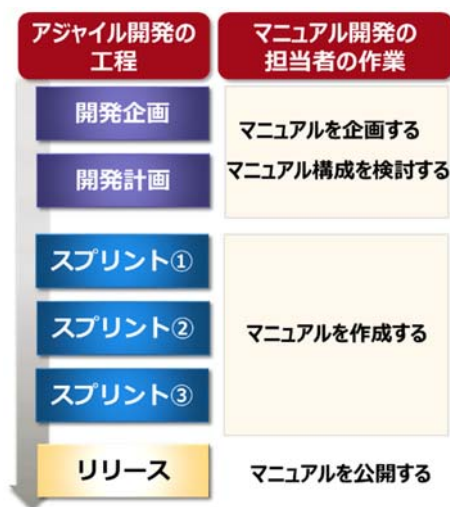 アジャイル開発の
工程
マニュアル開発の
担当者の作業
開発企画
開発計画
マニュアルを企画する
マニュアル構成を検討する
スプリント①
スプリント②
スプリント③
マニュアルを作成する
リリース
マニュアルを公開する